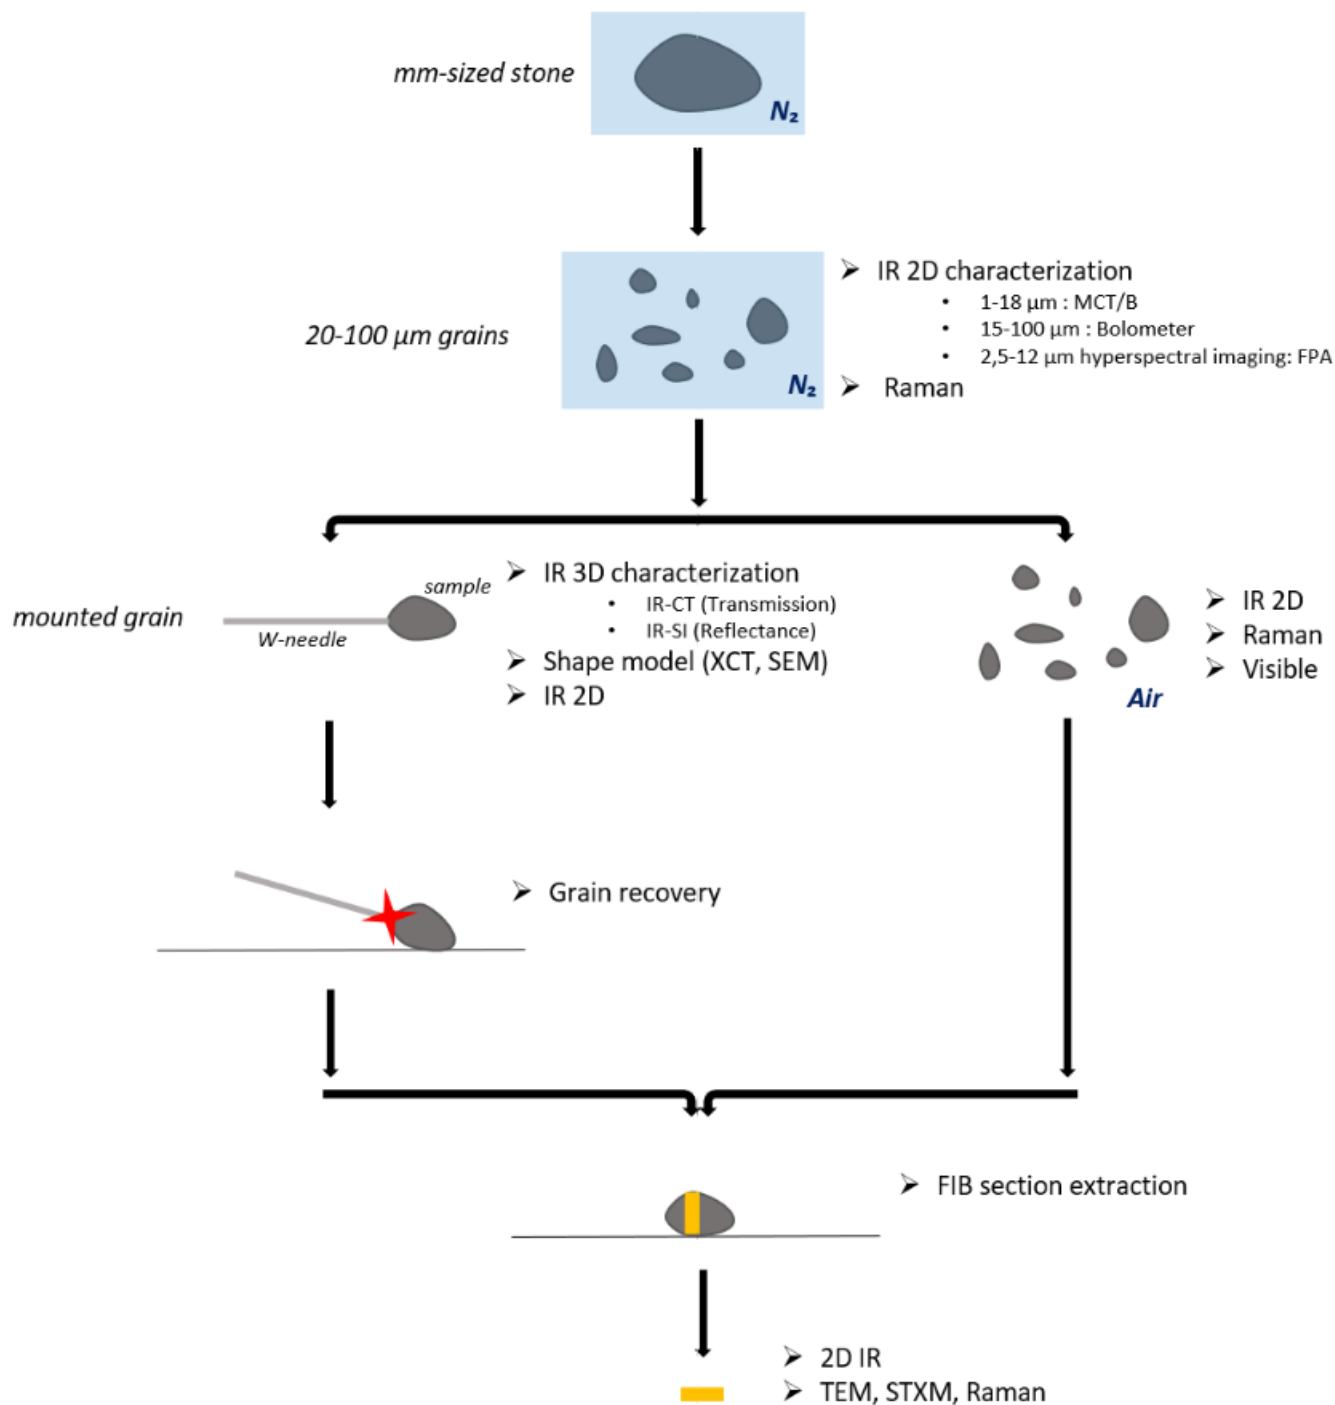 mm-sized stone
N₂
20-100 µm grains
N₂
➢ IR 2D characterization
• 1-18 µm : MCT/B
• 15-100 µm : Bolometer
• 2,5-12 µm hyperspectral imaging: FPA
➢ Raman
mounted grain
W-needle
sample
➢ IR 3D characterization
• IR-CT (Transmission)
• IR-SI (Reflectance)
➢ Shape model (XCT, SEM)
➢ IR 2D
Air
➢ IR 2D
➢ Raman
➢ Visible
➢ Grain recovery
➢ FIB section extraction
➢ 2D IR
➢ TEM, STXM, Raman